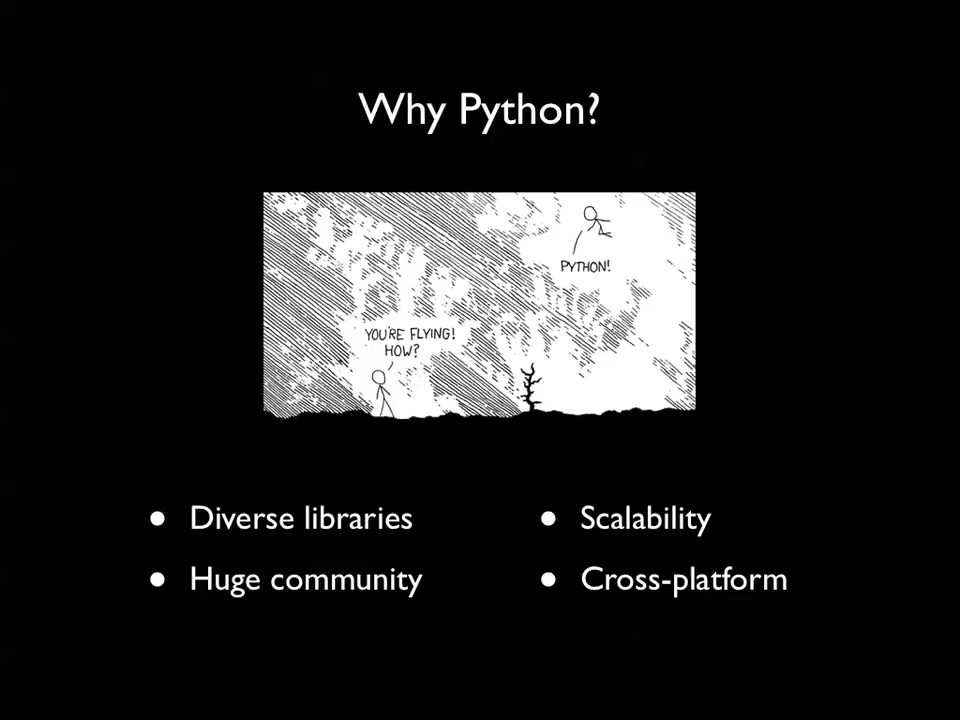 Why Python?
PYTHON!
YOU'RE FLYING!
HOW?
• Diverse libraries
• Huge community
• Scalability
• Cross-platform